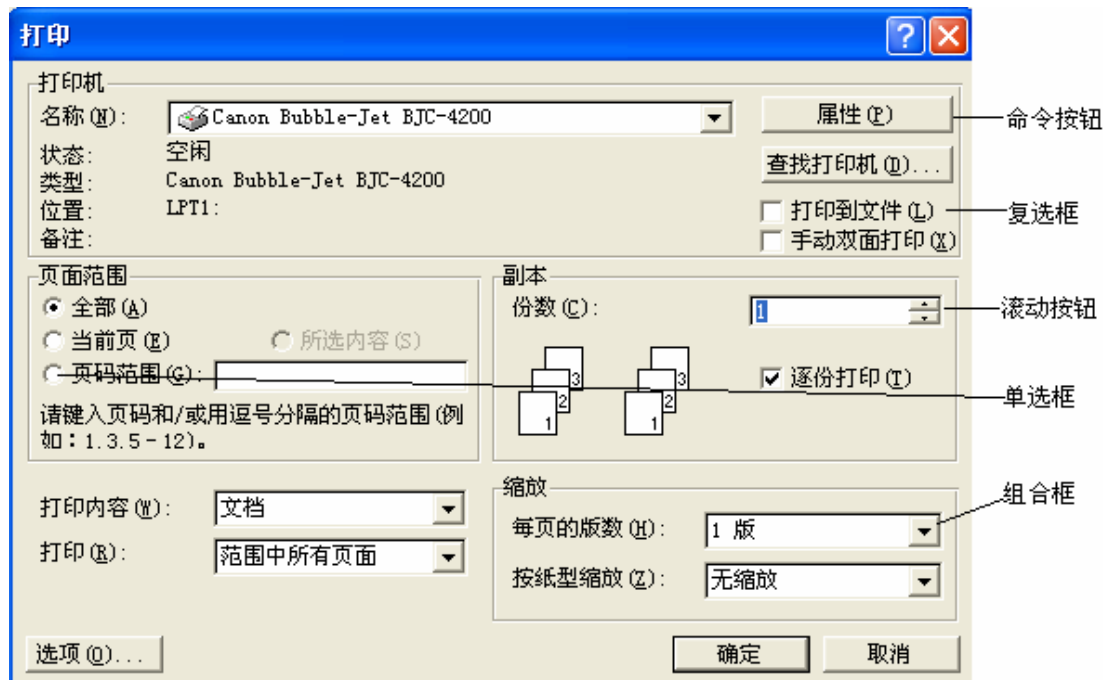 打印
打印机
名称(N): Canon Bubble-Jet BJC-4200 属性(P) 命令按钮
状态: 空闲
查找打印机(D)...
类型: Canon Bubble-Jet BJC-4200
位置: LPT1: 打印到文件(L) 复选框
备注: 手动双面打印(X)
页面范围
全部(A)
当前页(E) 所选内容(S)
页码范围(G):
请键入页码和/或用逗号分隔的页码范围(例
如：1.3.5-12)。
副本
份数(C): 1 滚动按钮
3 3
2 2
1 1
逐份打印(T)
单选框
打印内容(W): 文档
打印(R): 范围中所有页面
缩放
每页的版数(H): 1 版 组合框
按纸型缩放(Z): 无缩放
选项(O)... 确定 取消